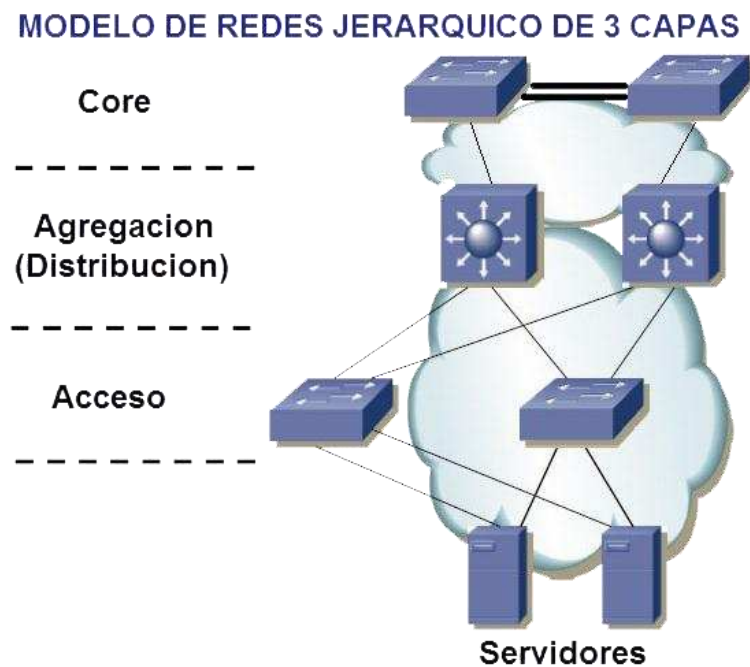 MODELO DE REDES JERARQUICO DE 3 CAPAS
Core
Agregacion
(Distribucion)
Acceso
Servidores